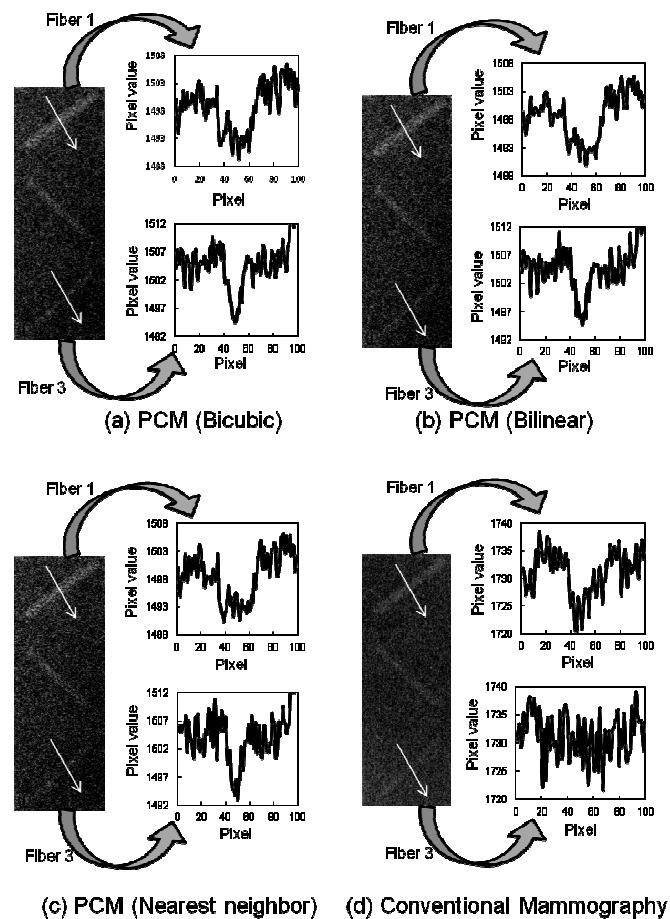 Fiber 1
Pixel value
1508
1503
1493
1493
1493
0 20 40 60 80 100
Pixel
Pixel value
1512
1507
1502
1497
1492
0 20 40 60 80 100
Pixel
Fiber 3
(a) PCM (Bicubic)
Fiber 1
Pixel value
1508
1503
1498
1493
1488
0 20 40 60 80 100
Pixel
Pixel value
1512
1507
1502
1497
1492
0 20 40 60 80 100
Pixel
Fiber 3
(b) PCM (Bilinear)
Fiber 1
Pixel value
1508
1503
1498
1493
1488
0 20 40 60 80 100
Pixel
Pixel value
1512
1507
1502
1497
1492
0 20 40 60 80 100
Pixel
Fiber 3
(c) PCM (Nearest neighbor)
Fiber 1
Pixel value
1740
1735
1730
1725
1720
0 20 40 60 80 100
Pixel
Pixel value
1740
1735
1730
1725
1720
0 20 40 60 80 100
Pixel
Fiber 3
(d) Conventional Mammography